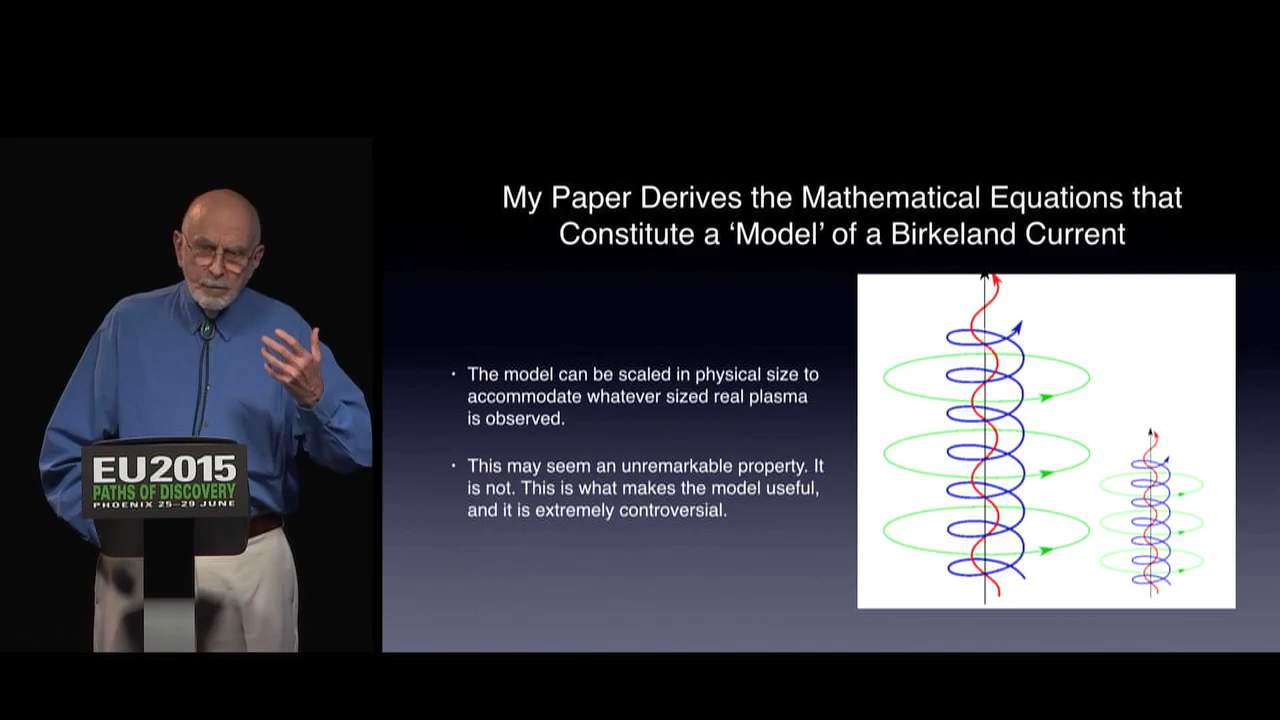 My Paper Derives the Mathematical Equations that
Constitute a ‘Model’ of a Birkeland Current
· The model can be scaled in physical size to
accommodate whatever sized real plasma
is observed.
· This may seem an unremarkable property. It
is not. This is what makes the model useful,
and it is extremely controversial.
EU2015
PATHS OF DISCOVERY
PHOENIX 25–29 JUNE